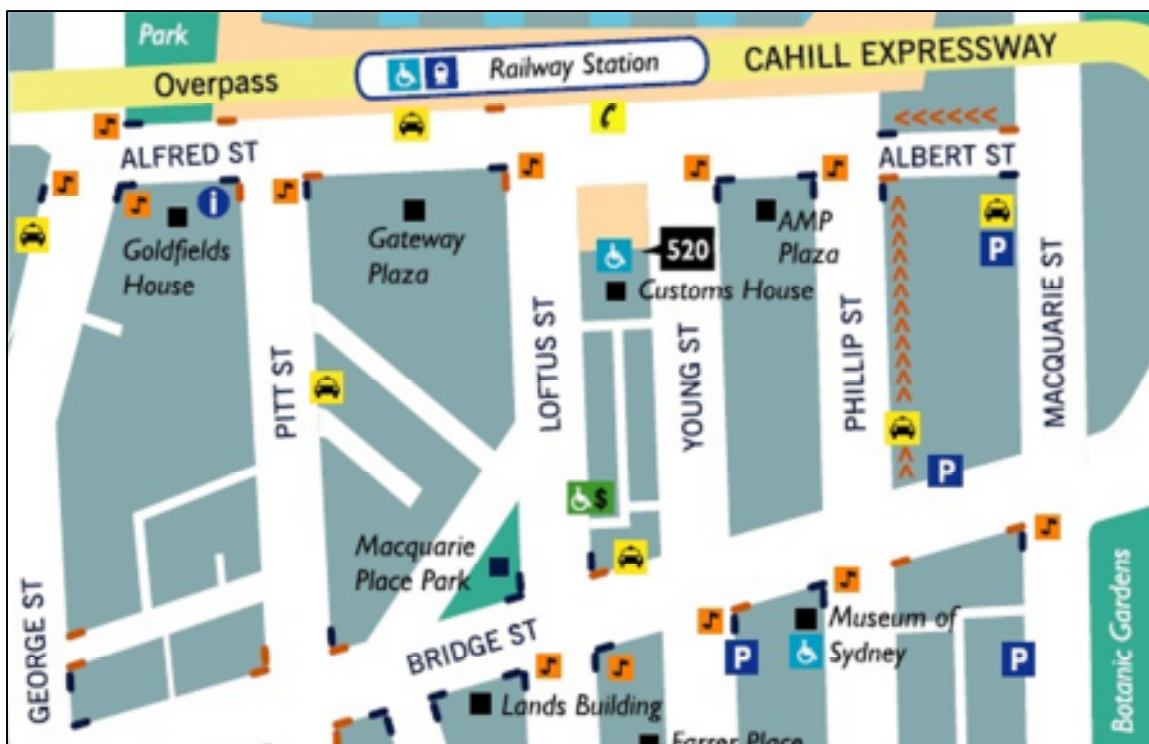 Park
Overpass
Railway Station
CAHILL EXPRESSWAY
ALFRED ST
ALBERT ST
i
Goldfields
House
Gateway
Plaza
520
AMP
Plaza
P
Customs House
PITT ST
LOFTUS ST
YOUNG ST
PHILLIP ST
MACQUARIE ST
P
$
Macquarie
Place Park
GEORGE ST
BRIDGE ST
Museum of
Sydney
P
P
Botanic Gardens
Lands Building
Farrer Place